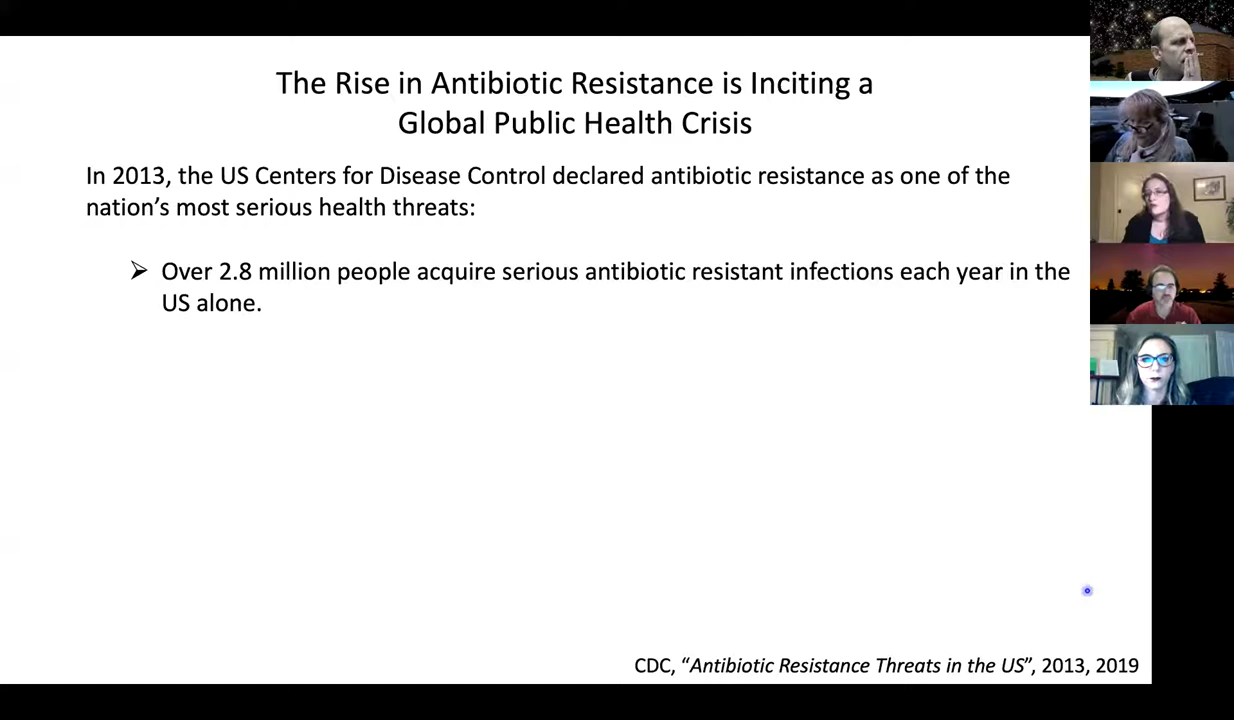 The Rise in Antibiotic Resistance is Inciting a
Global Public Health Crisis
In 2013, the US Centers for Disease Control declared antibiotic resistance as one of the
nation’s most serious health threats:
➢ Over 2.8 million people acquire serious antibiotic resistant infections each year in the
US alone.
CDC, “Antibiotic Resistance Threats in the US”, 2013, 2019